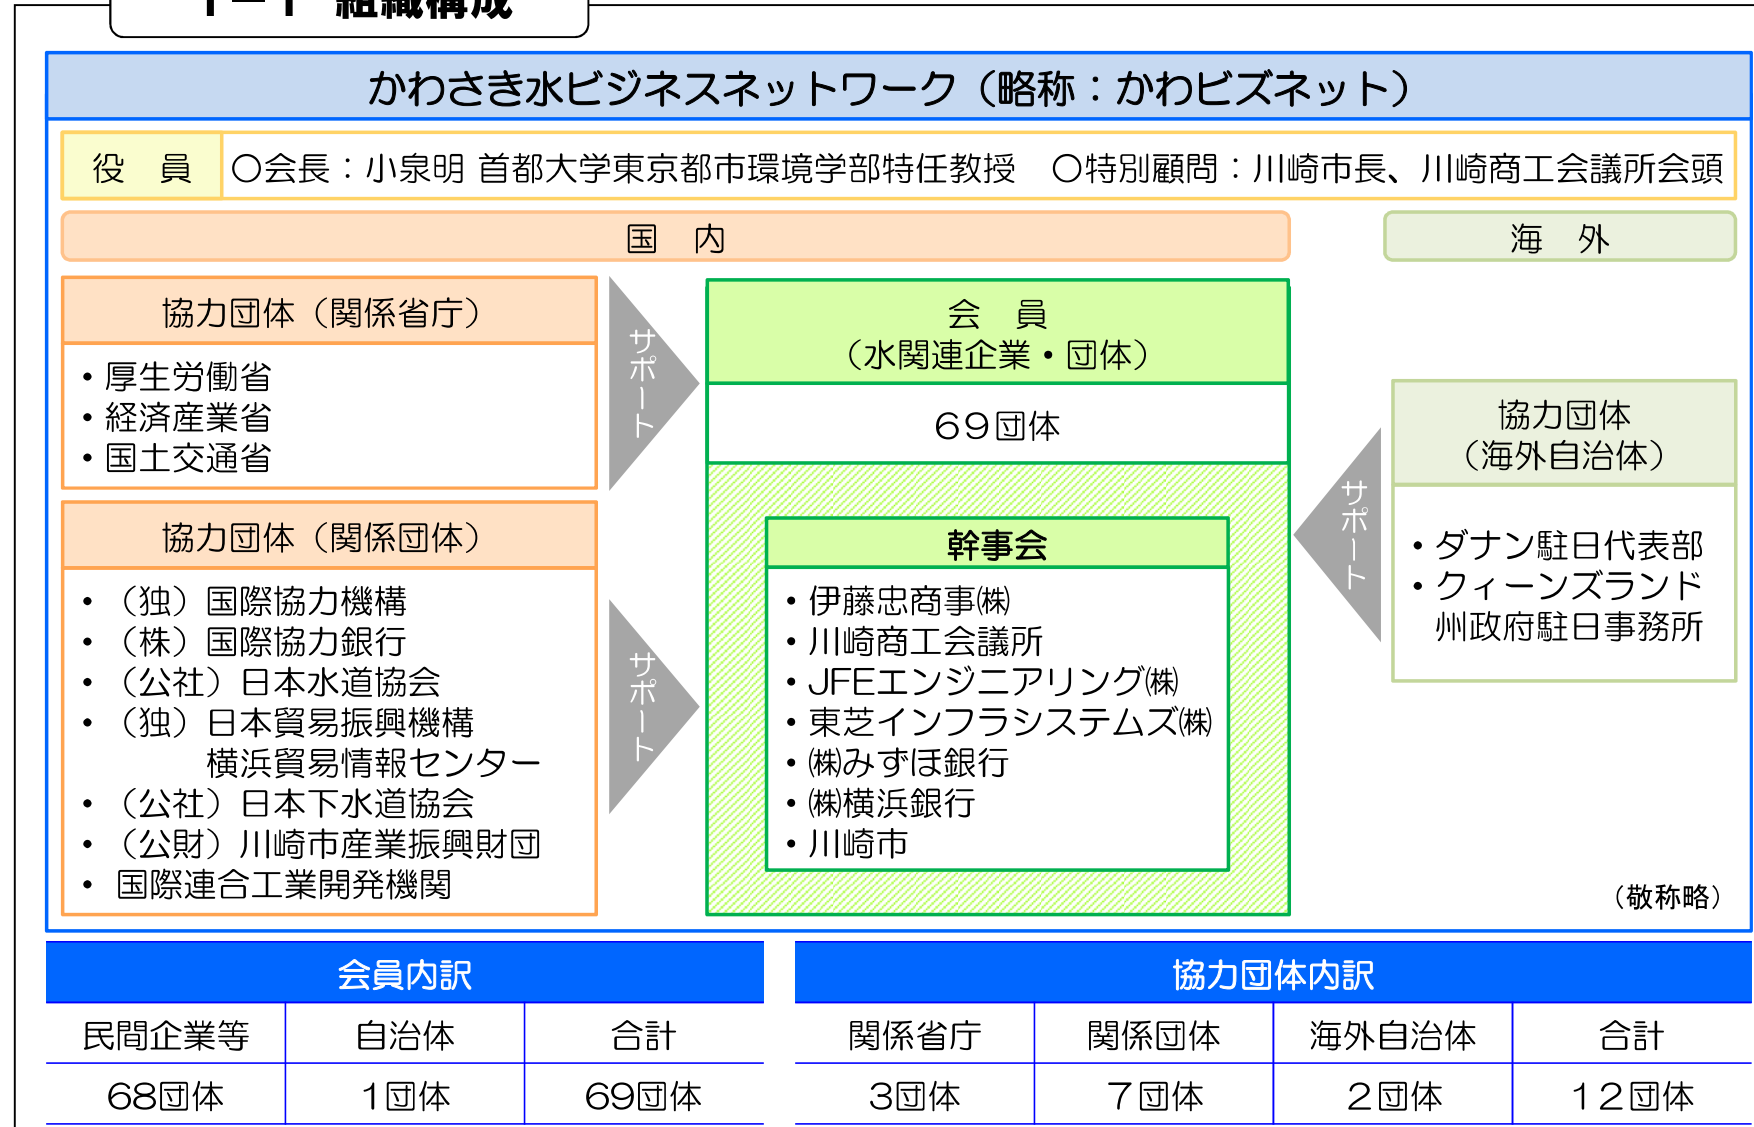 1－1 組織構成
かわさき水ビジネスネットワーク（略称：かわビズネット）
役　員
〇会長：小泉明 首都大学東京都市環境学部特任教授　〇特別顧問：川崎市長、川崎商工会議所会頭
国　内
海　外
協力団体（関係省庁）
・厚生労働省
・経済産業省
・国土交通省
サポート
協力団体（関係団体）
・（独）国際協力機構
・（株）国際協力銀行
・（公社）日本水道協会
・（独）日本貿易振興機構
横浜貿易情報センター
・（公社）日本下水道協会
・（公財）川崎市産業振興財団
・ 国際連合工業開発機関
サポート
会　員
（水関連企業・団体）
69団体
幹事会
・伊藤忠商事㈱
・川崎商工会議所
・JFEエンジニアリング㈱
・東芝インフラシステムズ㈱
・㈱みずほ銀行
・㈱横浜銀行
・川崎市
サポート
協力団体
（海外自治体）
・ダナン駐日代表部
・クィーンズランド
州政府駐日事務所
（敬称略）
会員内訳
民間企業等　自治体　合計
68団体　1団体　69団体
協力団体内訳
関係省庁　関係団体　海外自治体　合計
3団体　7団体　2団体　12団体